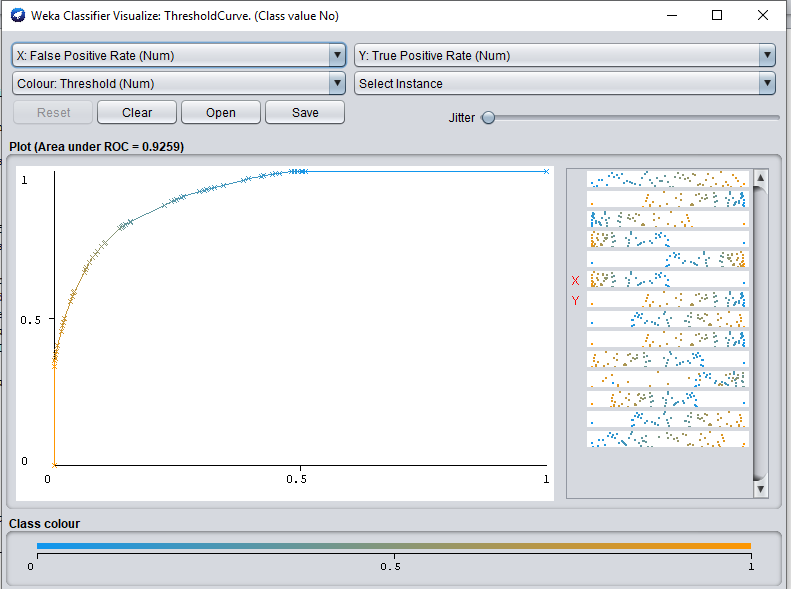 Weka Classifier Visualize: ThresholdCurve. (Class value No)
X: False Positive Rate (Num) Y: True Positive Rate (Num)
Colour: Threshold (Num) Select Instance
Reset Clear Open Save Jitter
Plot (Area under ROC = 0.9259)
1
X
Y
0.5
0
0 0.5 1
Class colour
0 0.5 1